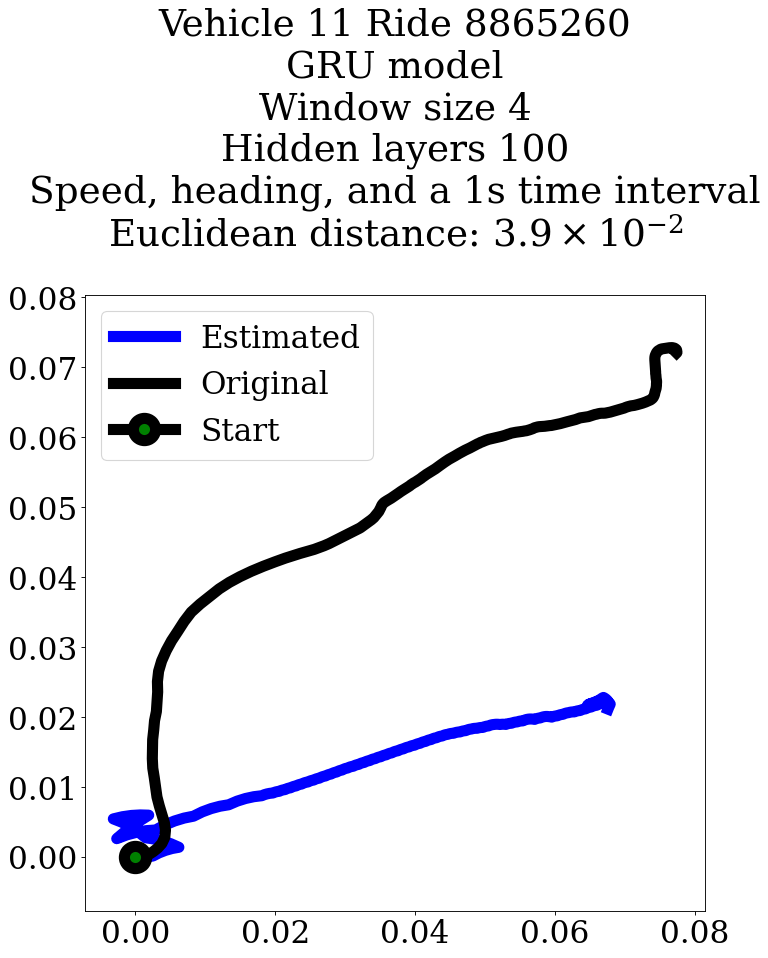 Vehicle 11 Ride 8865260
GRU model
Window size 4
Hidden layers 100
Speed, heading, and a 1s time interval
Euclidean distance: 3.9 × 10⁻²
0.08
Estimated
0.07
Original
0.06
Start
0.05
0.04
0.03
0.02
0.01
0.00
0.00 0.02 0.04 0.06 0.08